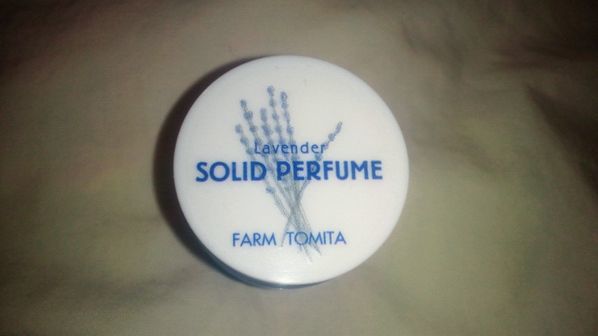 Lavender
SOLID PERFUME
FARM TOMITA